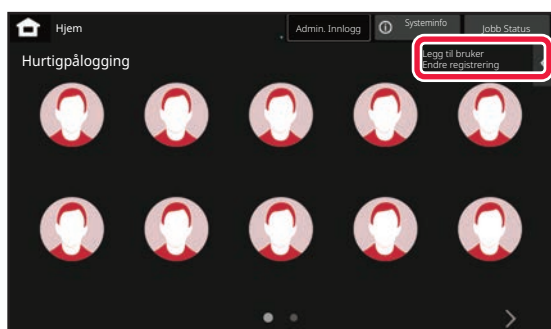 Hjem
Admin. Innlogg
Systeminfo
Jobb Status
Hurtigpålogging
Legg til bruker
Endre registrering